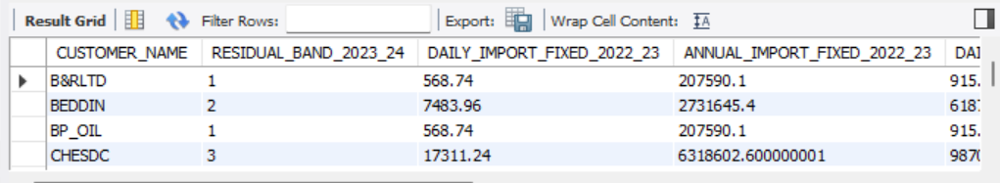 Result Grid Filter Rows: Export: Wrap Cell Content: IA
CUSTOMER_NAME RESIDUAL_BAND_2023_24 DAILY_IMPORT_FIXED_2022_23 ANNUAL_IMPORT_FIXED_2022_23 DAI
B&RLTD 1 568.74 207590.1 915.
BEDDIN 2 7483.96 2731645.4 6187
BP_OIL 1 568.74 207590.1 915.
CHESDC 3 17311.24 6318602.600000001 9870